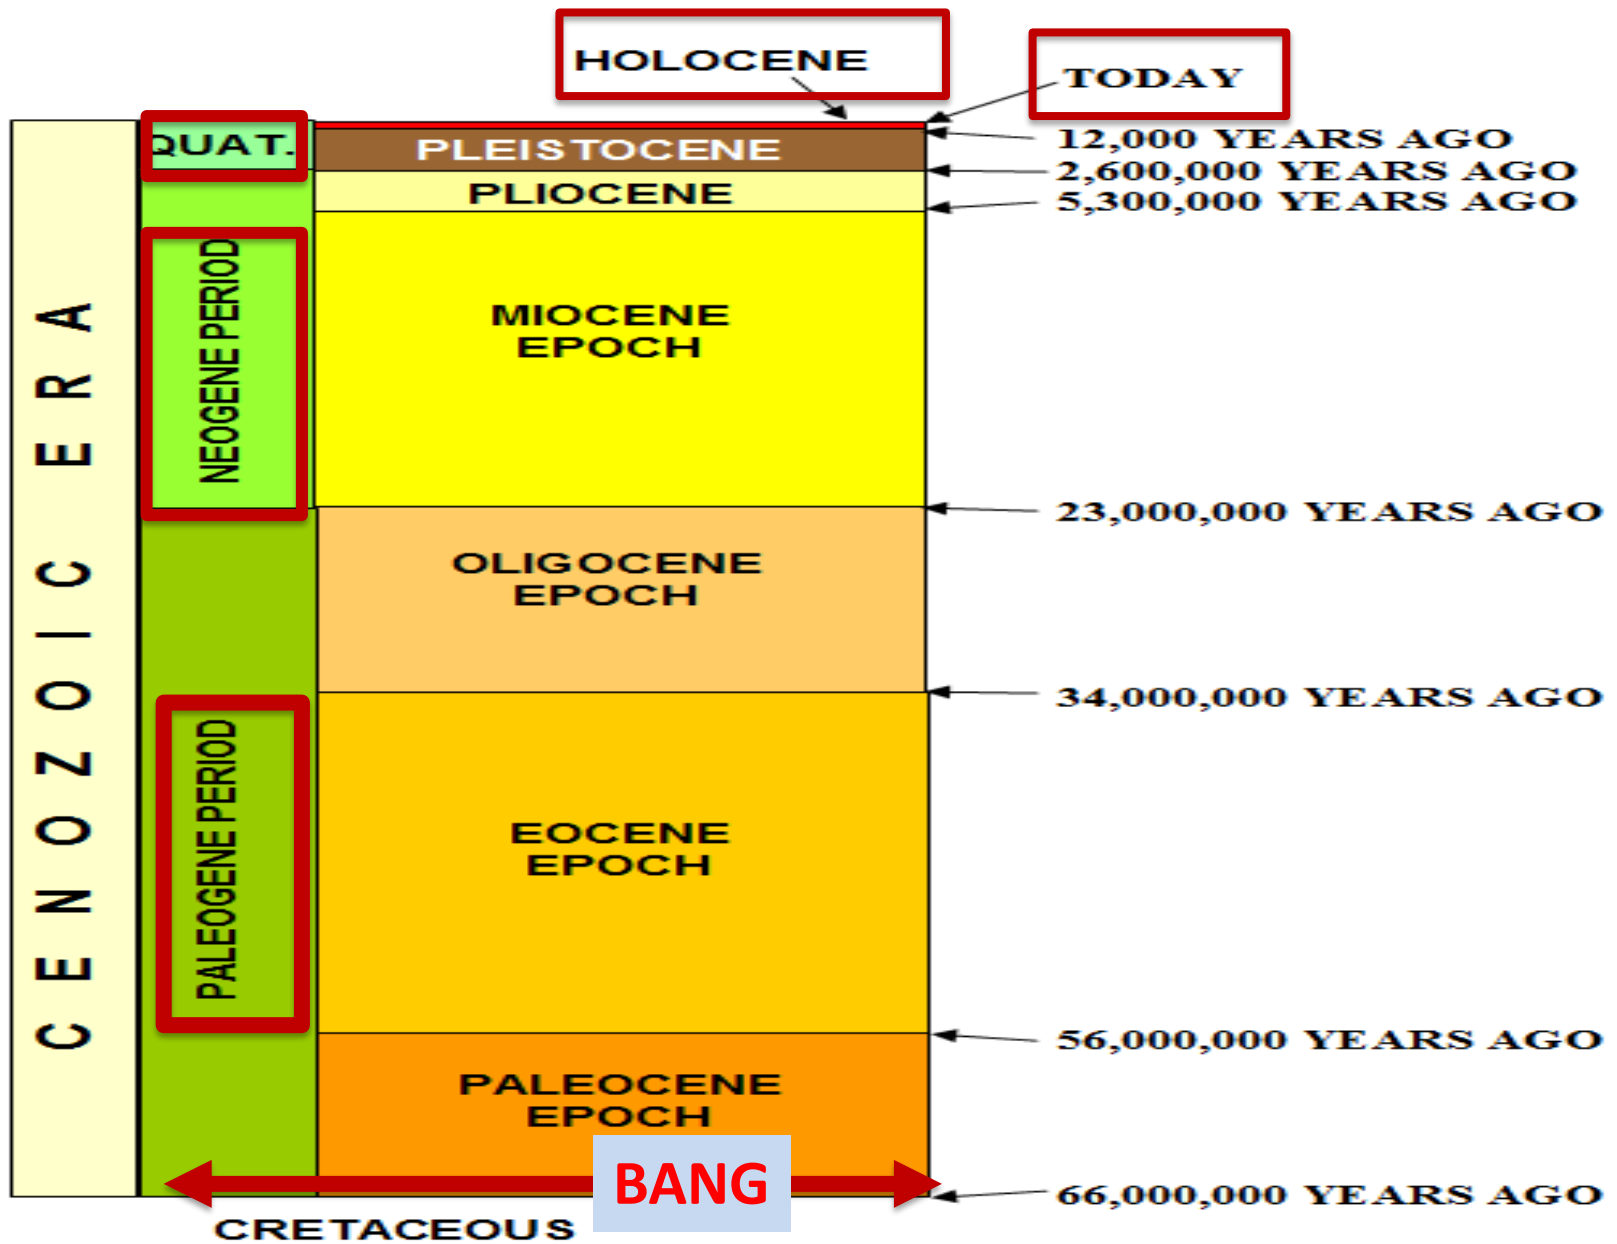 HOLOCENE
TODAY
QUAT.
PLEISTOCENE
12,000 YEARS AGO
2,600,000 YEARS AGO
PLIOCENE
5,300,000 YEARS AGO
CENOZOIC ERA
NEOGENE PERIOD
MIOCENE
EPOCH
23,000,000 YEARS AGO
OLIGOCENE
EPOCH
34,000,000 YEARS AGO
PALEOGENE PERIOD
EOCENE
EPOCH
56,000,000 YEARS AGO
PALEOCENE
EPOCH
BANG
66,000,000 YEARS AGO
CRETACEOUS